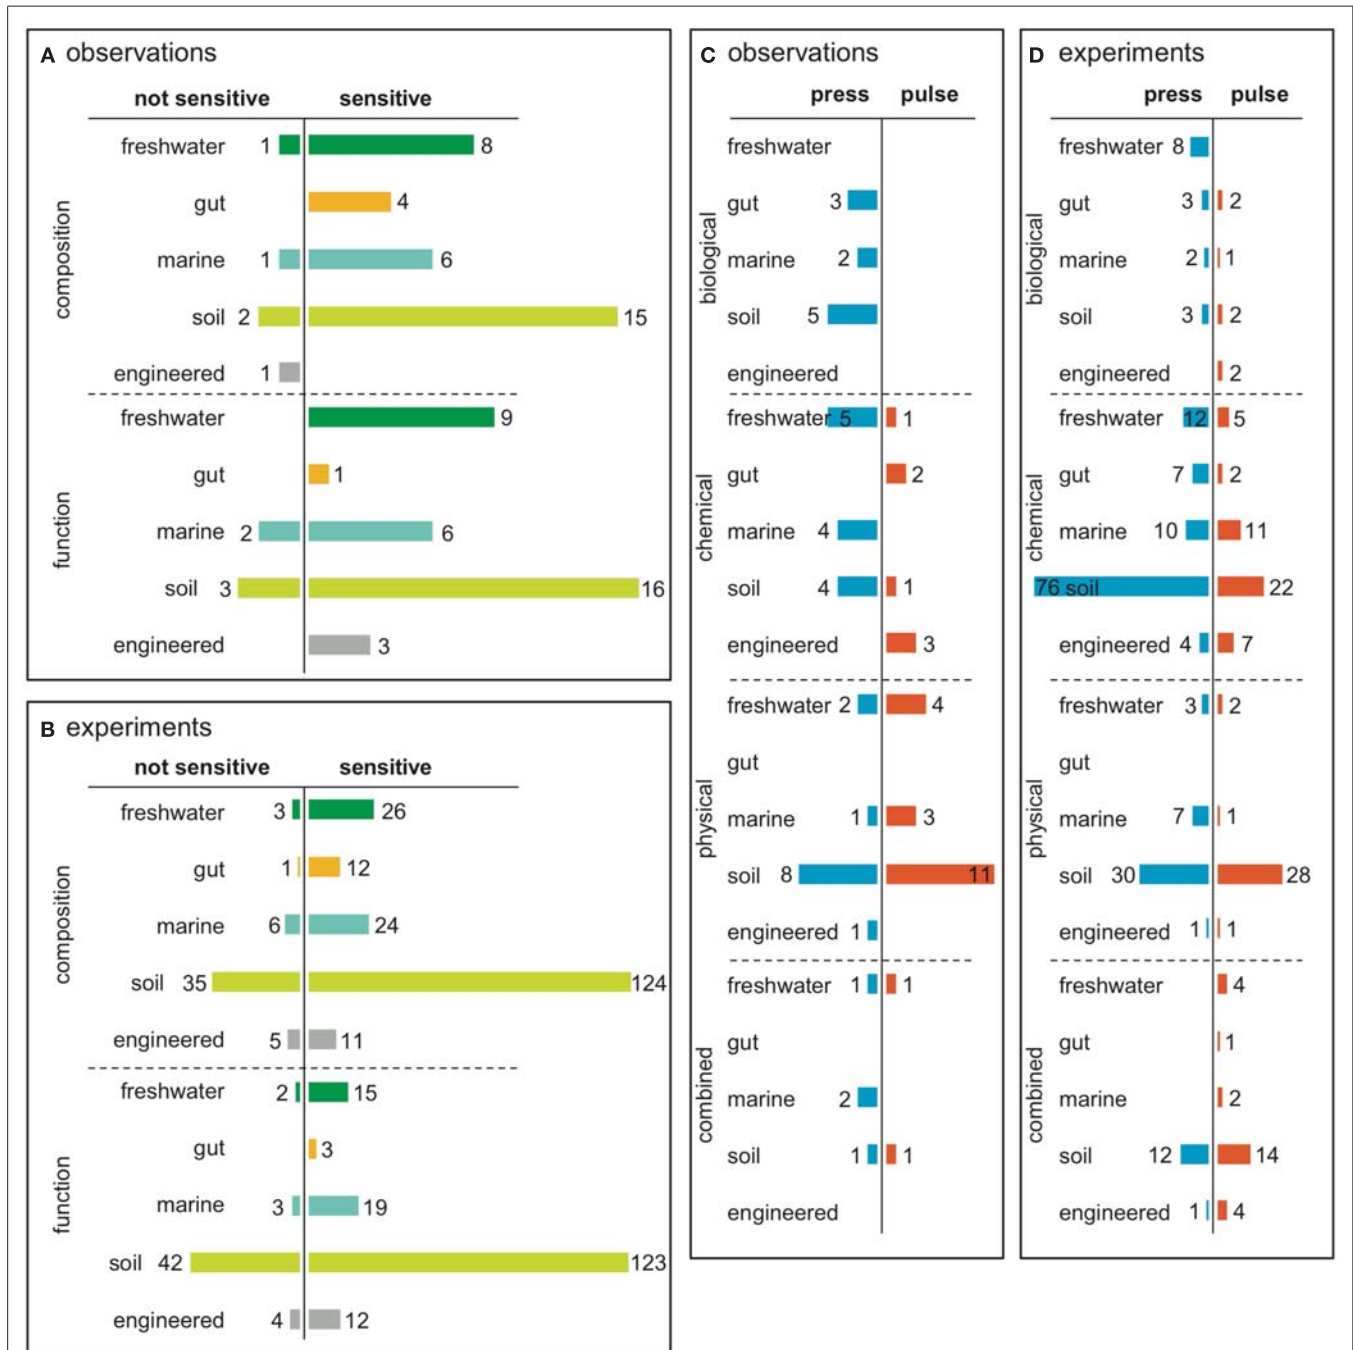 A observations
not sensitive sensitive
composition
freshwater 1 8
gut 4
marine 1 6
soil 2 15
engineered 1
function
freshwater 9
gut 1
marine 2 6
soil 3 16
engineered 3
B experiments
not sensitive sensitive
composition
freshwater 3 26
gut 1 12
marine 6 24
soil 35 124
engineered 5 11
function
freshwater 2 15
gut 3
marine 3 19
soil 42 123
engineered 4 12
C observations
press pulse
biological
freshwater
gut 3
marine 2
soil 5
engineered
chemical
freshwater 5 1
gut 2
marine 4
soil 4 1
engineered 3
physical
freshwater 2 4
gut
marine 1 3
soil 8 11
engineered 1
combined
freshwater 1 1
gut
marine 2
soil 1 1
engineered
D experiments
press pulse
biological
freshwater 8
gut 3 2
marine 2 1
soil 3 2
engineered 2
chemical
freshwater 12 5
gut 7 2
marine 10 11
76 soil 22
engineered 4 7
physical
freshwater 3 2
gut
marine 7 1
soil 30 28
engineered 1 1
combined
freshwater 4
gut 1
marine 2
soil 12 14
engineered 1 4